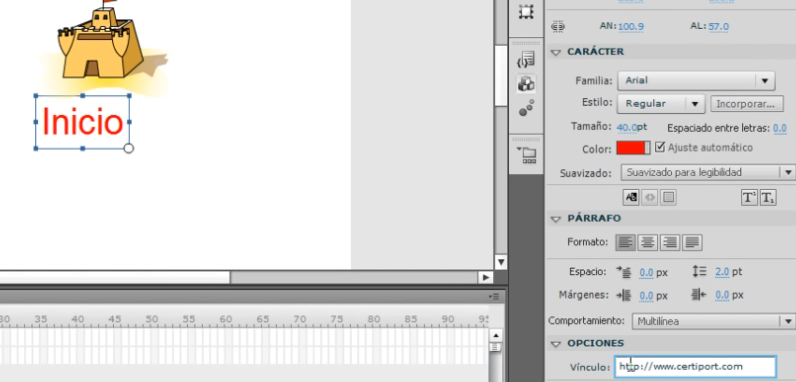 Inicio
AN: 100.9 AL: 57.0
CARÁCTER
Familia: Arial
Estilo: Regular Incorporar...
Tamaño: 40.0pt Espaciado entre letras: 0.0
Color: Ajuste automático
Suavizado: Suavizado para legibilidad
PÁRRAFO
Formato:
Espacio: 0.0 px 2.0 pt
Márgenes: 0.0 px 0.0 px
Comportamiento: Multilínea
OPCIONES
Vínculo: http://www.certiport.com
30 35 40 45 50 55 60 65 70 75 80 85 90 95